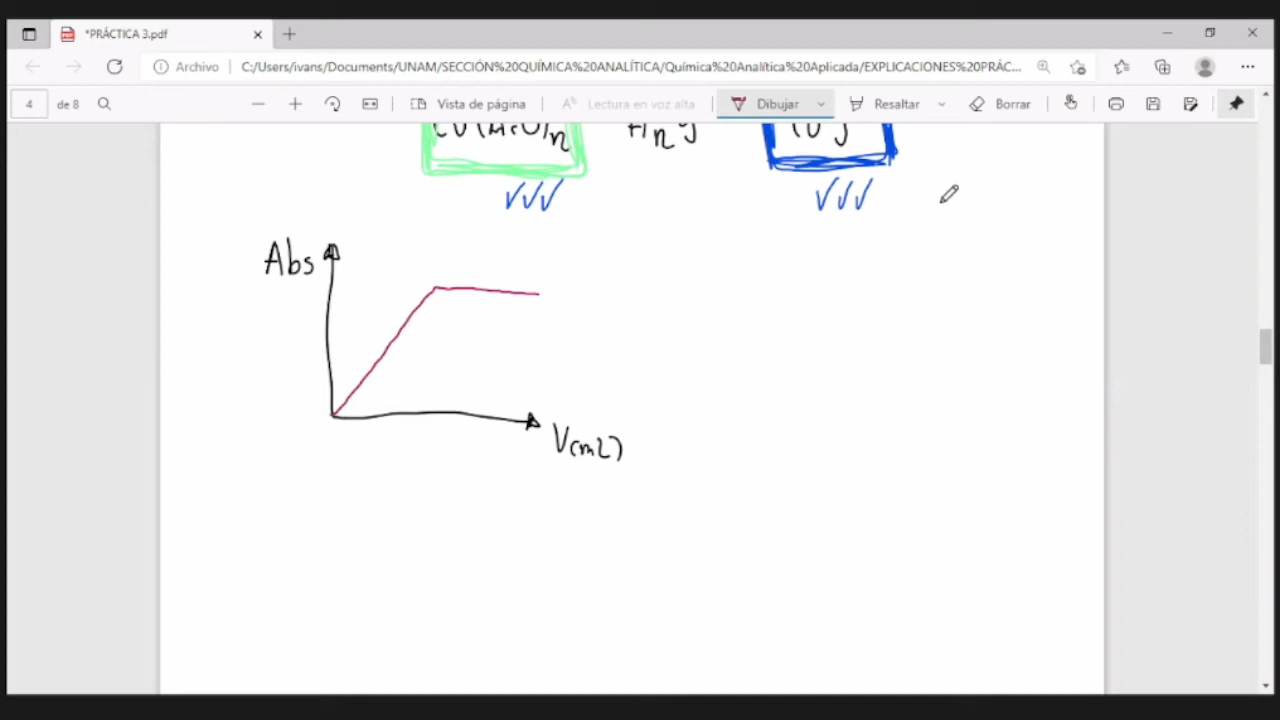 *PRÁCTICA 3.pdf
Archivo C:/Users/ivans/Documents/UNAM/SECCIÓN%20QUÍMICA%20ANALÍTICA/Química%20Analítica%20Aplicada/EXPLICACIONES%20PRÁC...
4 de 8 Vista de página Lectura en voz alta Dibujar Resaltar Borrar
Abs
V(mL)